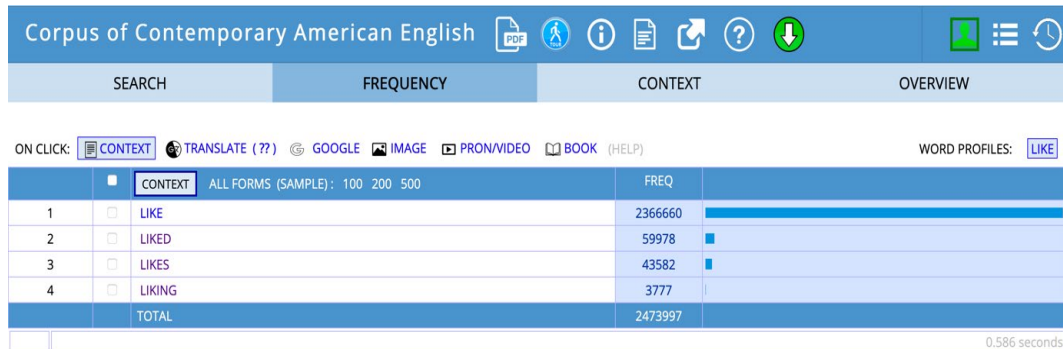 Corpus of Contemporary American English PDF TOUR
SEARCH FREQUENCY CONTEXT OVERVIEW
ON CLICK: CONTEXT TRANSLATE (??) GOOGLE IMAGE PRON/VIDEO BOOK (HELP) WORD PROFILES: LIKE
CONTEXT ALL FORMS (SAMPLE): 100 200 500 FREQ
1 LIKE 2366660
2 LIKED 59978
3 LIKES 43582
4 LIKING 3777
TOTAL 2473997
0.586 seconds